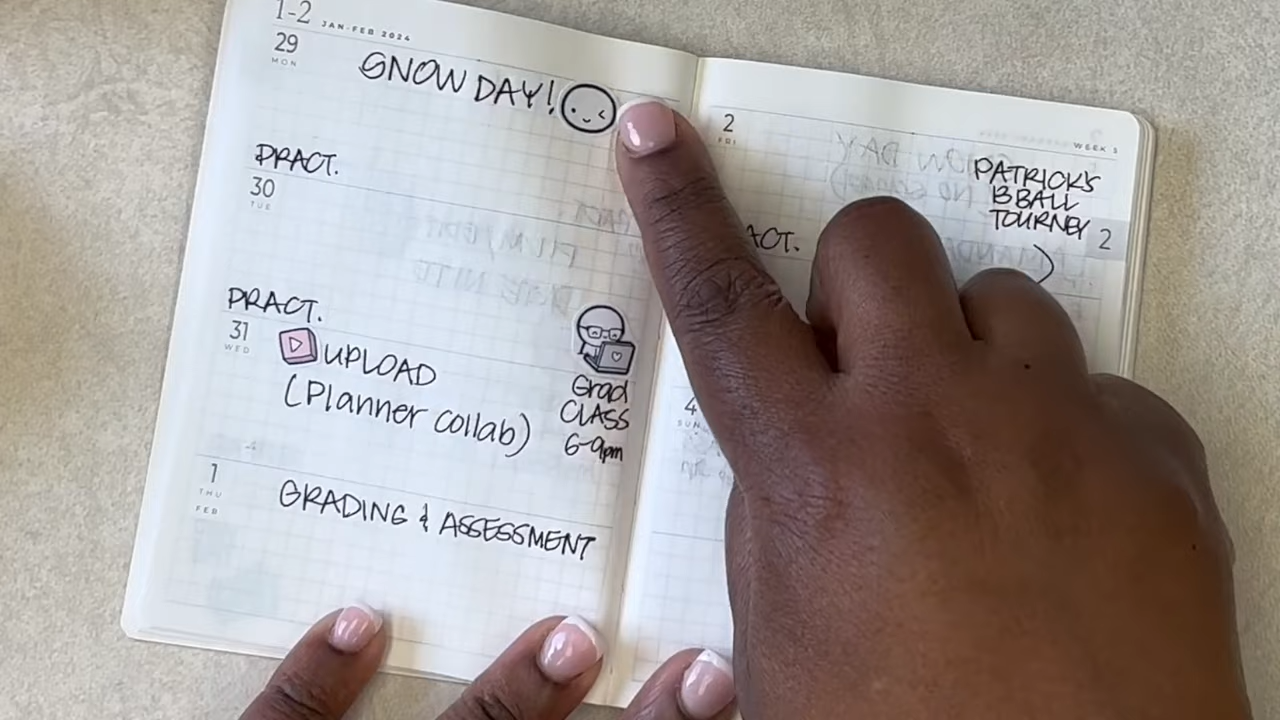 1-2 JAN-FEB 2024
29
MON
SNOW DAY!
PRACT.
30
TUE
PRACT.
31
WED
UPLOAD
(Planner collab)
Grad
CLASS
6-9pm
1
THU
FEB
GRADING & ASSESSMENT
WEEK 5
2
FRI
PATRICK'S
BBALL
TOURNEY
2
4
SUN